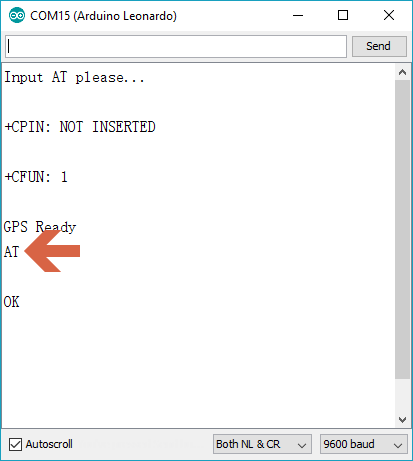 COM15 (Arduino Leonardo)
Send
Input AT please...
+CPIN: NOT INSERTED
+CFUN: 1
GPS Ready
AT
OK
Autoscroll
Both NL & CR
9600 baud